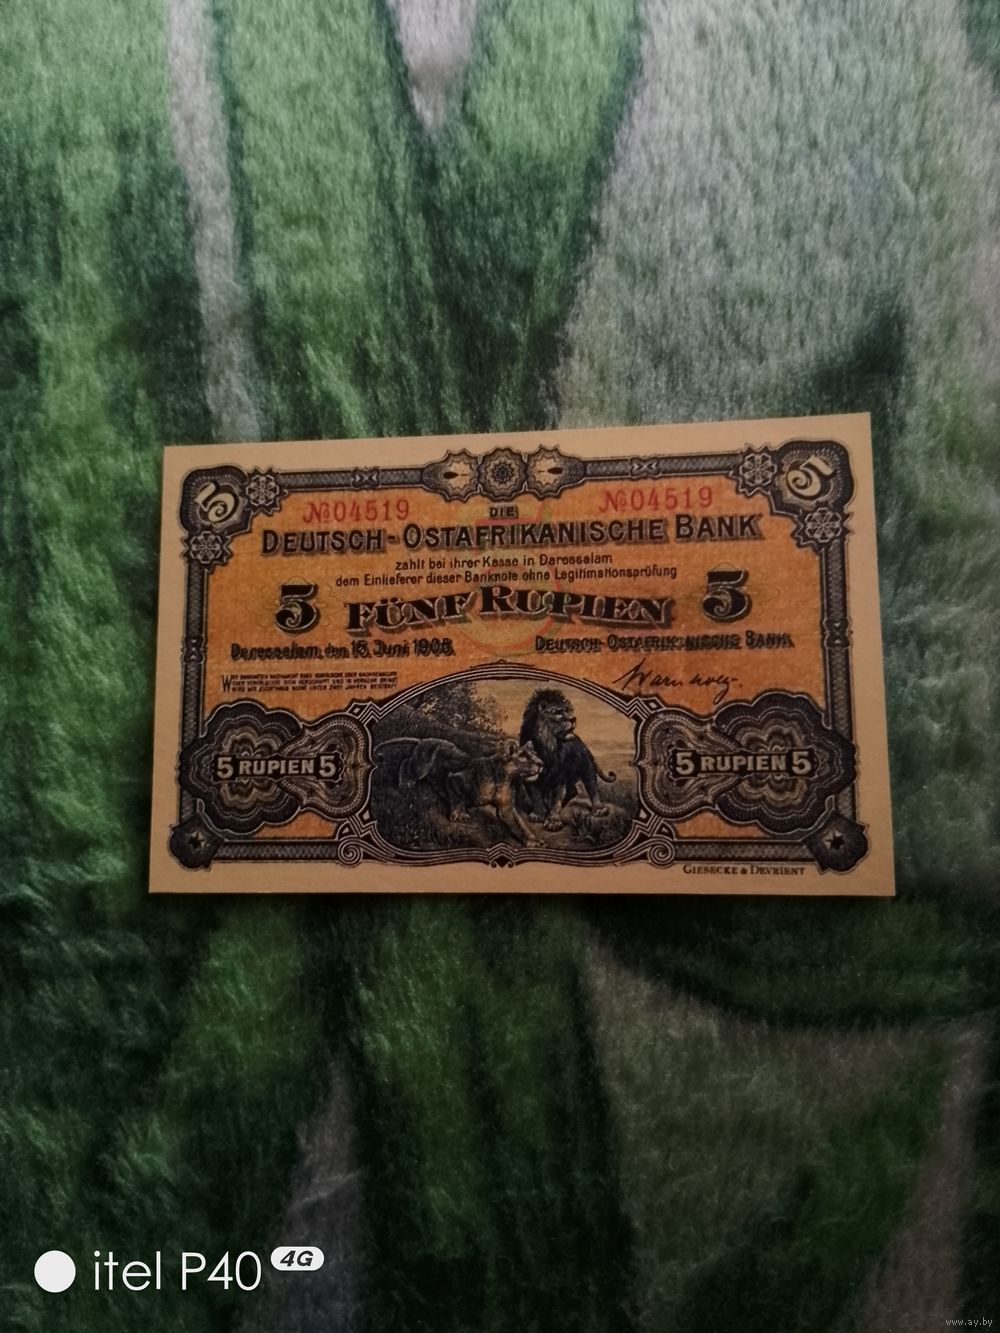 5 5
№04519 №04519
DIE
DEUTSCH-OSTAFRIKANISCHE BANK
zahlt bei ihrer Kasse in Daressalam
dem Einlieferer dieser Banknote ohne Legitimationsprüfung
5 FÜNF RUPIEN 5
Daressalam, den 15. Juni 1905. DEUTSCH-OSTAFRIKANISCHE BANK.
5 RUPIEN 5 5 RUPIEN 5
GIESECKE & DEVRIENT
itel P40 4G
www.ay.by